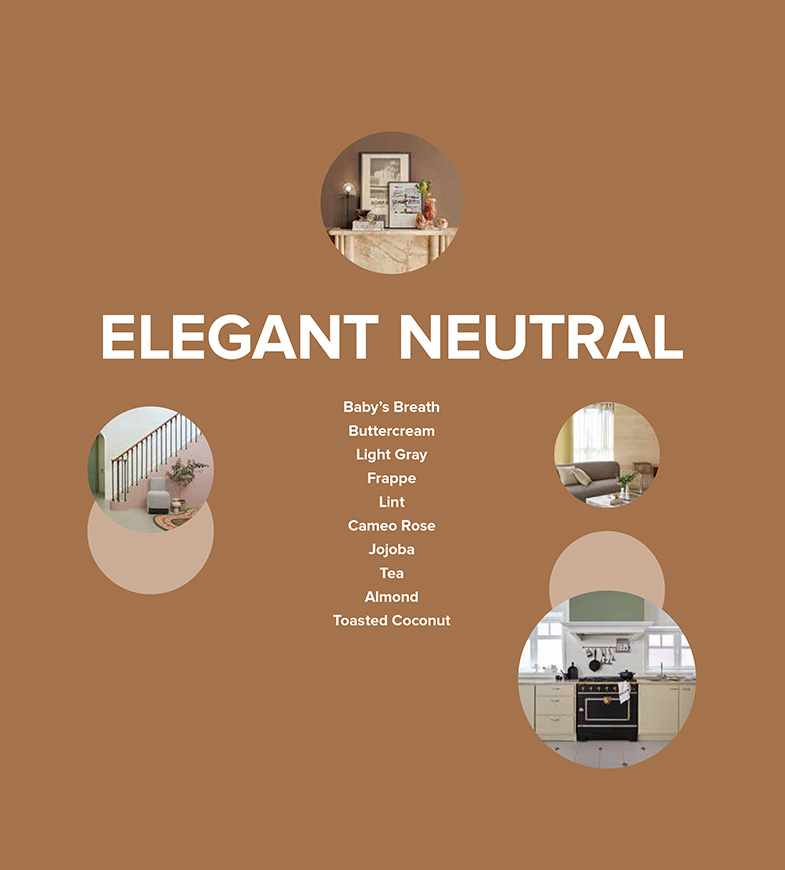 ELEGANT NEUTRAL
Baby’s Breath
Buttercream
Light Gray
Frappe
Lint
Cameo Rose
Jojoba
Tea
Almond
Toasted Coconut